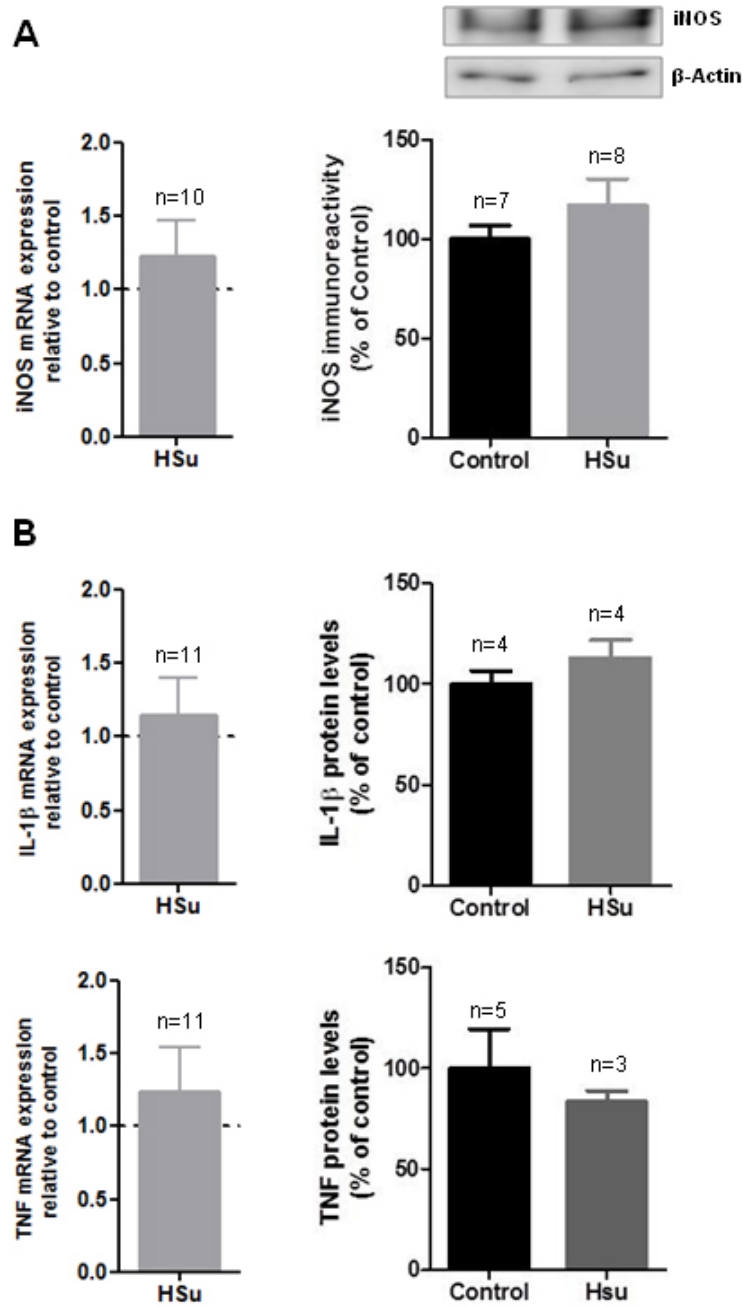 A
iNOS
β-Actin
iNOS mRNA expression
relative to control
2.0
1.5
1.0
0.5
0.0
n=10
HSu
iNOS immunoreactivity
(% of Control)
150
100
50
0
n=7
n=8
Control
HSu
B
IL-1β mRNA expression
relative to control
2.0
1.5
1.0
0.5
0.0
n=11
HSu
IL-1β protein levels
(% of control)
150
100
50
0
n=4
n=4
Control
HSu
TNF mRNA expression
relative to control
2.0
1.5
1.0
0.5
0.0
n=11
HSu
TNF protein levels
(% of control)
150
100
50
0
n=5
n=3
Control
Hsu